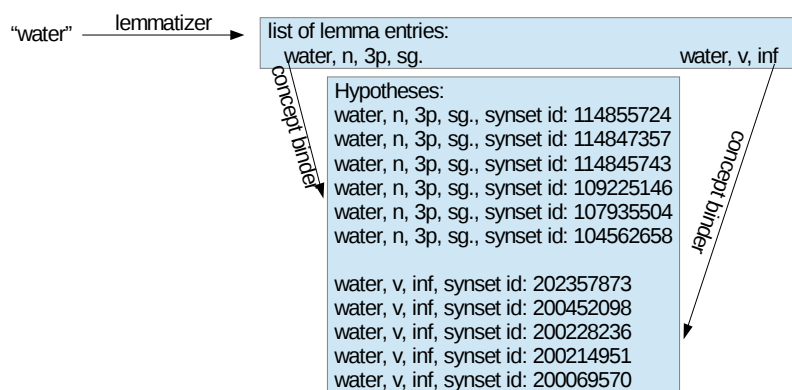 “water”
lemmatizer
list of lemma entries:
water, n, 3p, sg.
water, v, inf
concept binder
concept binder
Hypotheses:
water, n, 3p, sg., synset id: 114855724
water, n, 3p, sg., synset id: 114847357
water, n, 3p, sg., synset id: 114845743
water, n, 3p, sg., synset id: 109225146
water, n, 3p, sg., synset id: 107935504
water, n, 3p, sg., synset id: 104562658
water, v, inf, synset id: 202357873
water, v, inf, synset id: 200452098
water, v, inf, synset id: 200228236
water, v, inf, synset id: 200214951
water, v, inf, synset id: 200069570